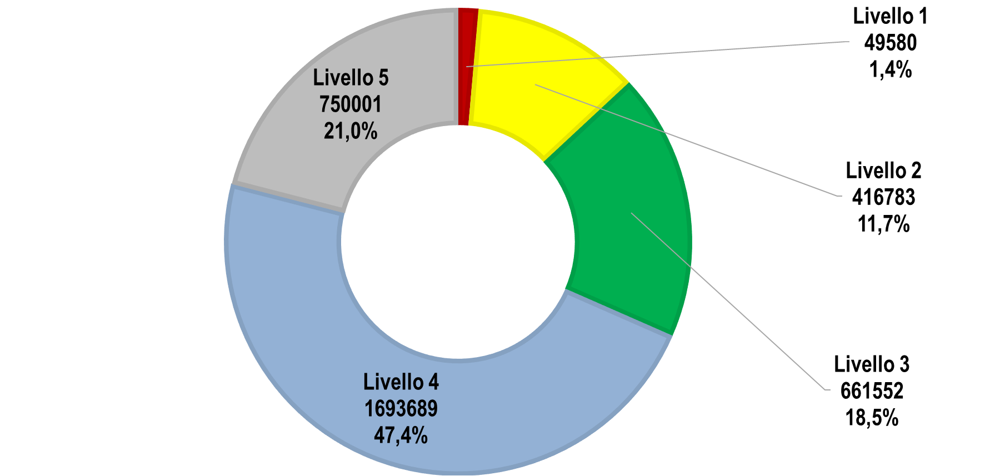 Livello 1
49580
1,4%
Livello 2
416783
11,7%
Livello 3
661552
18,5%
Livello 4
1693689
47,4%
Livello 5
750001
21,0%